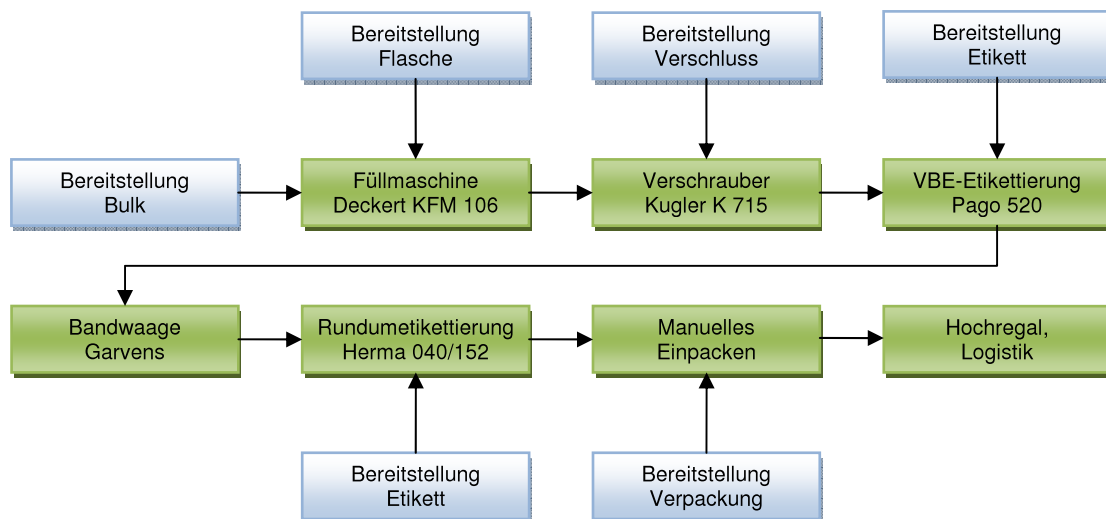 Bereitstellung
Flasche
Bereitstellung
Verschluss
Bereitstellung
Etikett
Bereitstellung
Bulk
Füllmaschine
Deckert KFM 106
Verschrauber
Kugler K 715
VBE-Etikettierung
Pago 520
Bandwaage
Garvens
Rundumetikettierung
Herma 040/152
Manuelles
Einpacken
Hochregal,
Logistik
Bereitstellung
Etikett
Bereitstellung
Verpackung